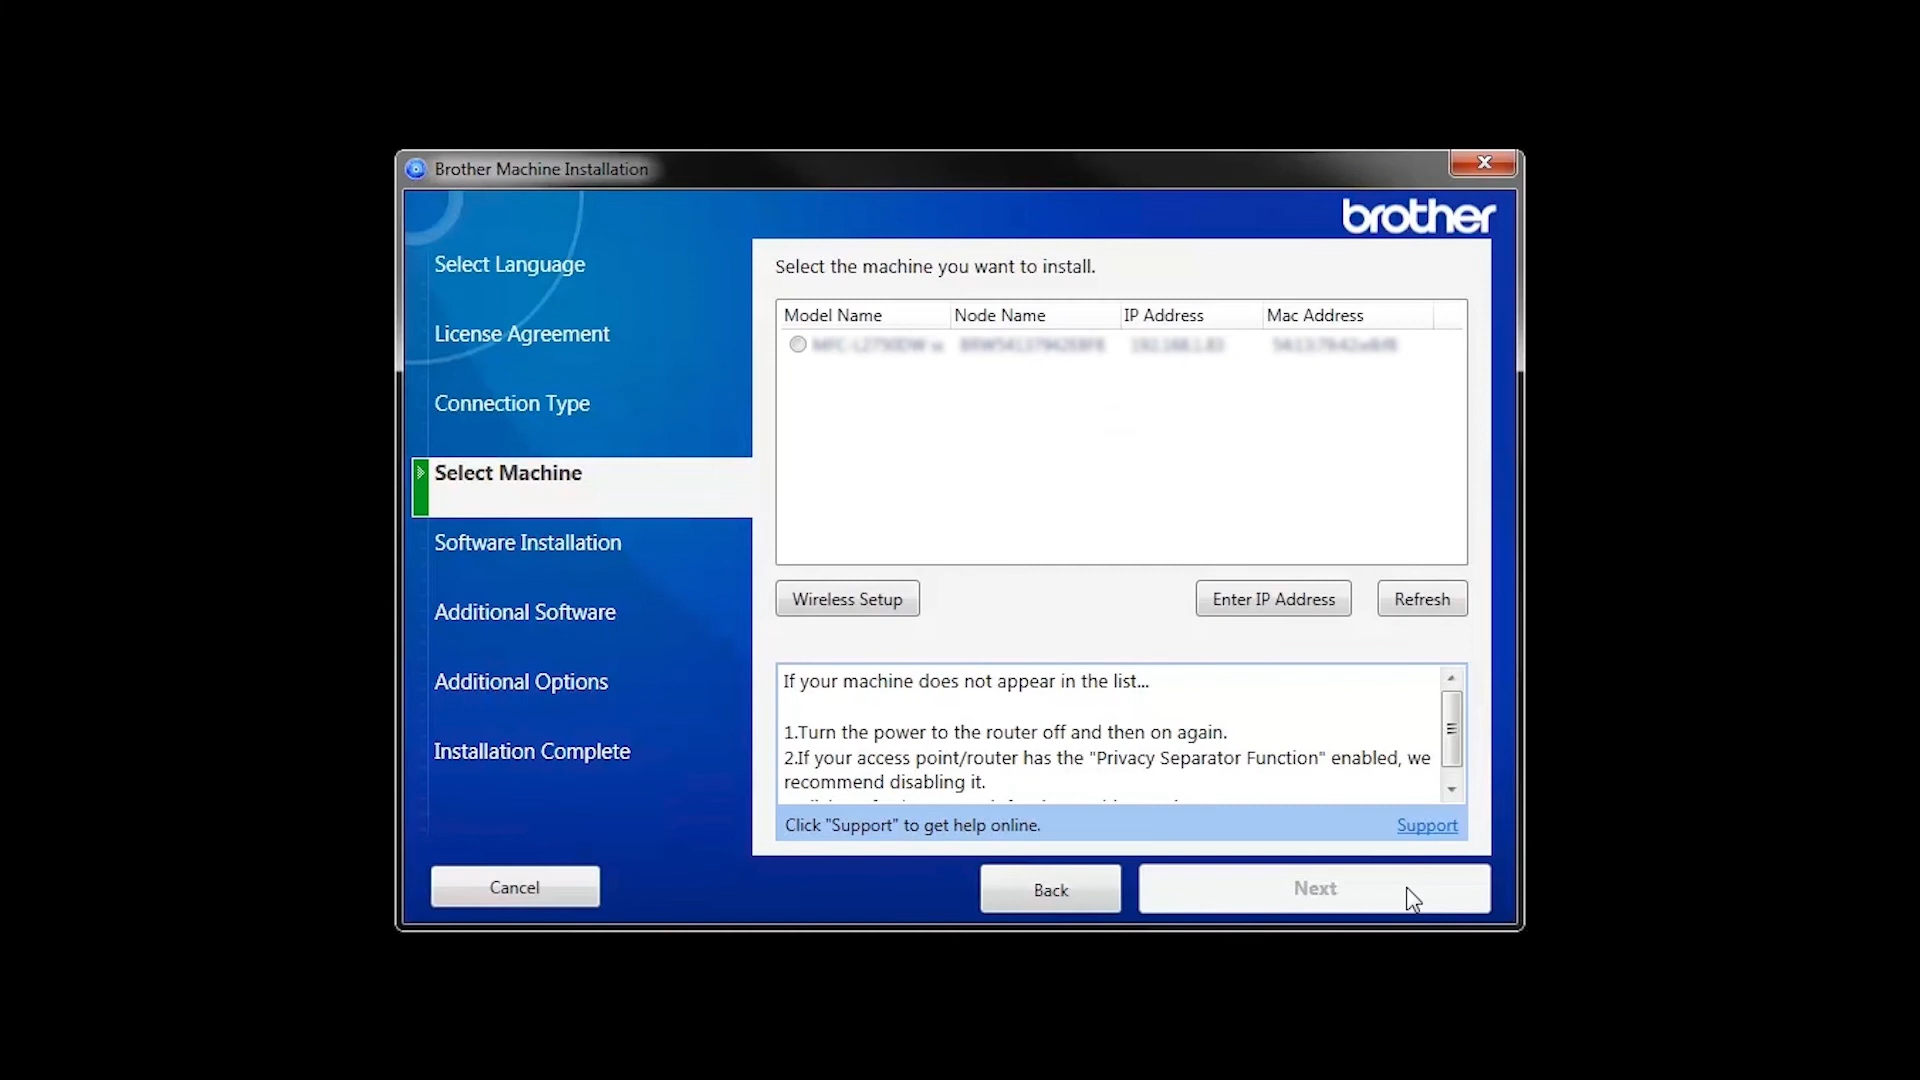 Brother Machine Installation
brother
Select Language
License Agreement
Connection Type
Select Machine
Software Installation
Additional Software
Additional Options
Installation Complete
Select the machine you want to install.
Model Name Node Name IP Address Mac Address
Wireless Setup Enter IP Address Refresh
If your machine does not appear in the list...
1.Turn the power to the router off and then on again.
2.If your access point/router has the "Privacy Separator Function" enabled, we
recommend disabling it.
Click "Support" to get help online. Support
Cancel Back Next